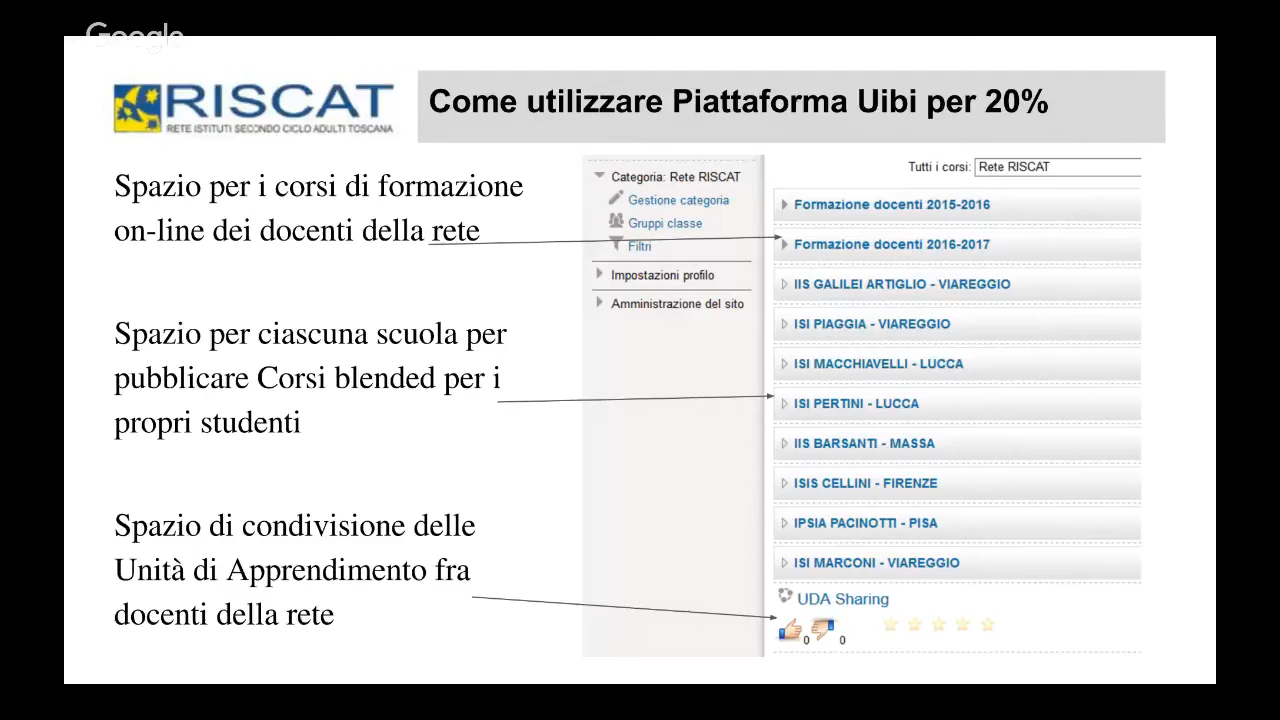 Google
RISCAT
RETE ISTITUTI SECONDO CICLO ADULTI TOSCANA
Come utilizzare Piattaforma Uibi per 20%
Spazio per i corsi di formazione
on-line dei docenti della rete
Spazio per ciascuna scuola per
pubblicare Corsi blended per i
propri studenti
Spazio di condivisione delle
Unità di Apprendimento fra
docenti della rete
Categoria: Rete RISCAT
Gestione categoria
Gruppi classe
Filtri
Impostazioni profilo
Amministrazione del sito
Tutti i corsi: Rete RISCAT
Formazione docenti 2015-2016
Formazione docenti 2016-2017
IIS GALILEI ARTIGLIO - VIAREGGIO
ISI PIAGGIA - VIAREGGIO
ISI MACCHIAVELLI - LUCCA
ISI PERTINI - LUCCA
IIS BARSANTI - MASSA
ISIS CELLINI - FIRENZE
IPSIA PACINOTTI - PISA
ISI MARCONI - VIAREGGIO
UDA Sharing
0 0